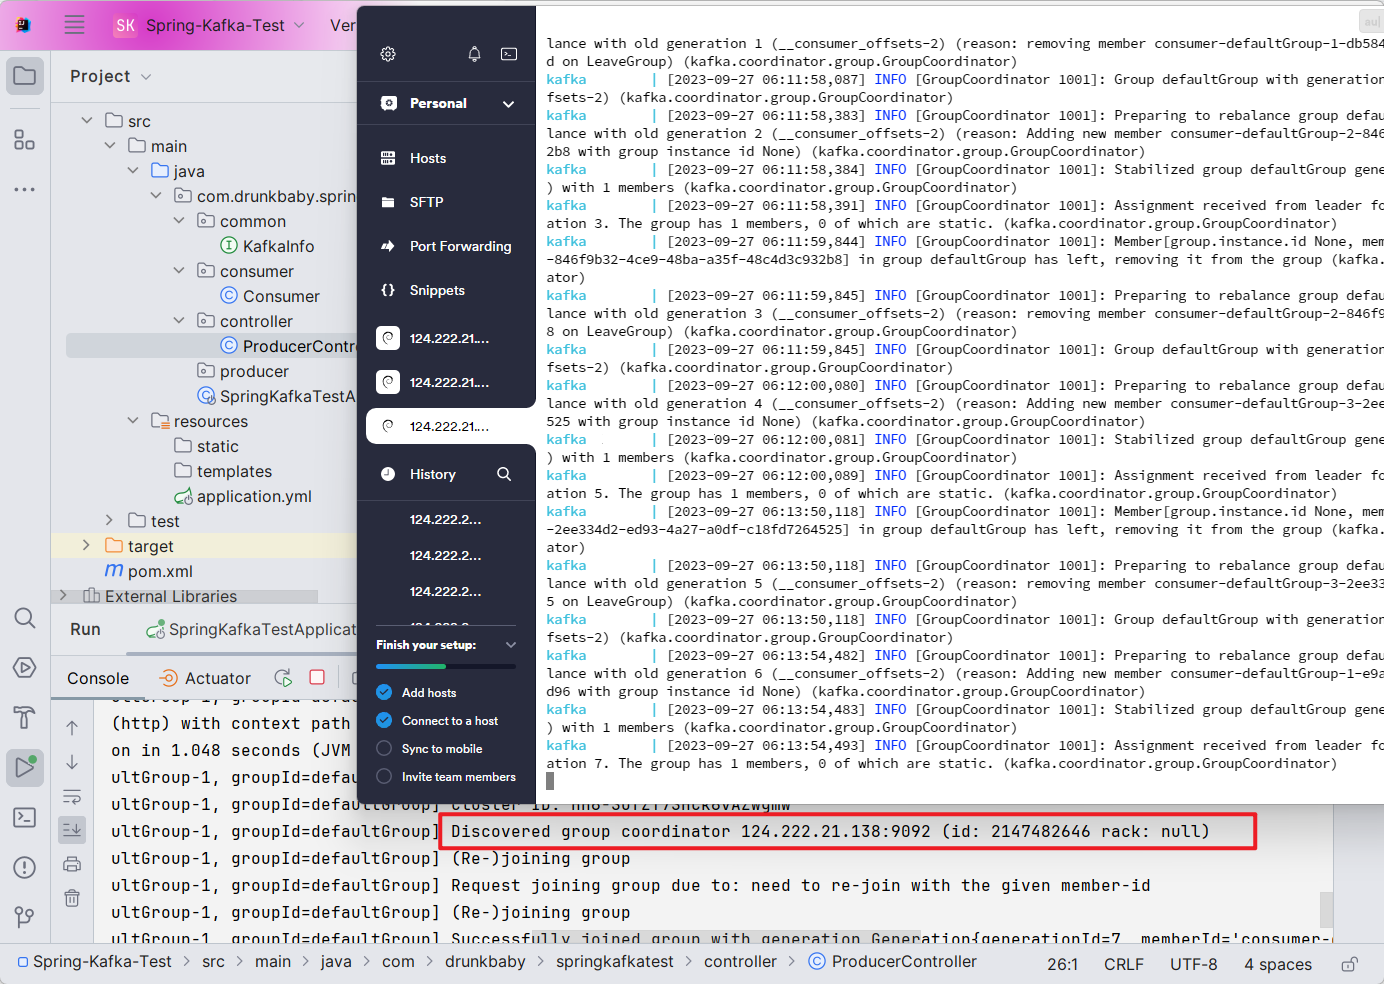 SK Spring-Kafka-Test Ver
Project
src
main
java
com.drunkbaby.sprin
common
KafkaInfo
consumer
Consumer
controller
ProducerContro
producer
SpringKafkaTestA
resources
static
templates
application.yml
test
target
pom.xml
External Libraries
Run SpringKafkaTestApplicat
Console Actuator
(http) with context path
on in 1.048 seconds (JVM
ultGroup-1, groupId=defau
ultGroup-1, groupId=defaultGroup]
ultGroup-1, groupId=defaultGroup] Discovered group coordinator 124.222.21.138:9092 (id: 2147482646 rack: null)
ultGroup-1, groupId=defaultGroup] (Re-)joining group
ultGroup-1, groupId=defaultGroup] Request joining group due to: need to re-join with the given member-id
ultGroup-1, groupId=defaultGroup] (Re-)joining group
ultGroup-1, groupId=defaultGroup] Successfully joined group with generation Generation{generationId=7, memberId='consumer-
Spring-Kafka-Test > src > main > java > com > drunkbaby > springkafkatest > controller > ProducerController
26:1 CRLF UTF-8 4 spaces
Personal
Hosts
SFTP
Port Forwarding
Snippets
124.222.21....
124.222.21....
124.222.21....
History
124.222.2...
124.222.2...
124.222.2...
Finish your setup:
Add hosts
Connect to a host
Sync to mobile
Invite team members
lance with old generation 1 (__consumer_offsets-2) (reason: removing member consumer-defaultGroup-1-db584
d on LeaveGroup) (kafka.coordinator.group.GroupCoordinator)
kafka | [2023-09-27 06:11:58,087] INFO [GroupCoordinator 1001]: Group defaultGroup with generation
fsets-2) (kafka.coordinator.group.GroupCoordinator)
kafka | [2023-09-27 06:11:58,383] INFO [GroupCoordinator 1001]: Preparing to rebalance group defau
lance with old generation 2 (__consumer_offsets-2) (reason: Adding new member consumer-defaultGroup-2-846
2b8 with group instance id None) (kafka.coordinator.group.GroupCoordinator)
kafka | [2023-09-27 06:11:58,384] INFO [GroupCoordinator 1001]: Stabilized group defaultGroup gene
) with 1 members (kafka.coordinator.group.GroupCoordinator)
kafka | [2023-09-27 06:11:58,391] INFO [GroupCoordinator 1001]: Assignment received from leader fo
ation 3. The group has 1 members, 0 of which are static. (kafka.coordinator.group.GroupCoordinator)
kafka | [2023-09-27 06:11:59,844] INFO [GroupCoordinator 1001]: Member[group.instance.id None, mem
-846f9b32-4ce9-48ba-a35f-48c4d3c932b8] in group defaultGroup has left, removing it from the group (kafka.
ator)
kafka | [2023-09-27 06:11:59,845] INFO [GroupCoordinator 1001]: Preparing to rebalance group defau
lance with old generation 3 (__consumer_offsets-2) (reason: removing member consumer-defaultGroup-2-846f9
8 on LeaveGroup) (kafka.coordinator.group.GroupCoordinator)
kafka | [2023-09-27 06:11:59,845] INFO [GroupCoordinator 1001]: Group defaultGroup with generation
fsets-2) (kafka.coordinator.group.GroupCoordinator)
kafka | [2023-09-27 06:12:00,080] INFO [GroupCoordinator 1001]: Preparing to rebalance group defau
lance with old generation 4 (__consumer_offsets-2) (reason: Adding new member consumer-defaultGroup-3-2ee
525 with group instance id None) (kafka.coordinator.group.GroupCoordinator)
kafka | [2023-09-27 06:12:00,081] INFO [GroupCoordinator 1001]: Stabilized group defaultGroup gene
) with 1 members (kafka.coordinator.group.GroupCoordinator)
kafka | [2023-09-27 06:12:00,089] INFO [GroupCoordinator 1001]: Assignment received from leader fo
ation 5. The group has 1 members, 0 of which are static. (kafka.coordinator.group.GroupCoordinator)
kafka | [2023-09-27 06:13:50,118] INFO [GroupCoordinator 1001]: Member[group.instance.id None, mem
-2ee334d2-ed93-4a27-a0df-c18fd7264525] in group defaultGroup has left, removing it from the group (kafka.
ator)
kafka | [2023-09-27 06:13:50,118] INFO [GroupCoordinator 1001]: Preparing to rebalance group defau
lance with old generation 5 (__consumer_offsets-2) (reason: removing member consumer-defaultGroup-3-2ee33
5 on LeaveGroup) (kafka.coordinator.group.GroupCoordinator)
kafka | [2023-09-27 06:13:50,118] INFO [GroupCoordinator 1001]: Group defaultGroup with generation
fsets-2) (kafka.coordinator.group.GroupCoordinator)
kafka | [2023-09-27 06:13:54,482] INFO [GroupCoordinator 1001]: Preparing to rebalance group defau
lance with old generation 6 (__consumer_offsets-2) (reason: Adding new member consumer-defaultGroup-1-e9a
d96 with group instance id None) (kafka.coordinator.group.GroupCoordinator)
kafka | [2023-09-27 06:13:54,483] INFO [GroupCoordinator 1001]: Stabilized group defaultGroup gene
) with 1 members (kafka.coordinator.group.GroupCoordinator)
kafka | [2023-09-27 06:13:54,493] INFO [GroupCoordinator 1001]: Assignment received from leader fo
ation 7. The group has 1 members, 0 of which are static. (kafka.coordinator.group.GroupCoordinator)